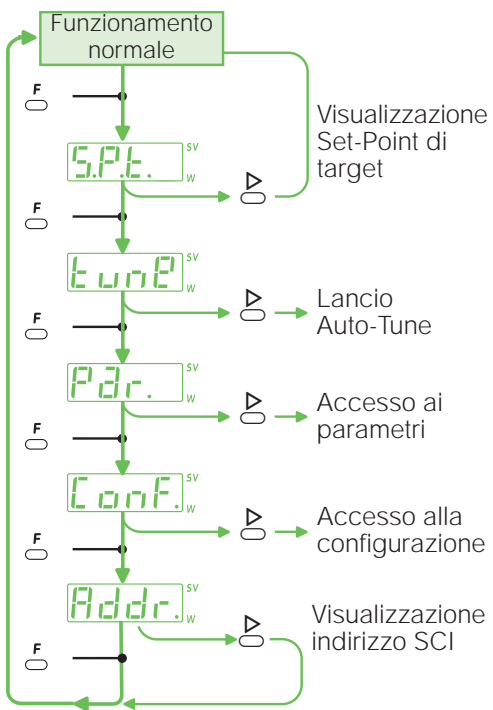 Funzionamento
normale
F
Visualizzazione
Set-Point di
target
S.P.t.
SV
W
F
tunE
SV
W
Lancio
Auto-Tune
F
PAr.
SV
W
Accesso ai
parametri
F
ConF.
SV
W
Accesso alla
configurazione
F
Addr.
SV
W
Visualizzazione
indirizzo SCI
F